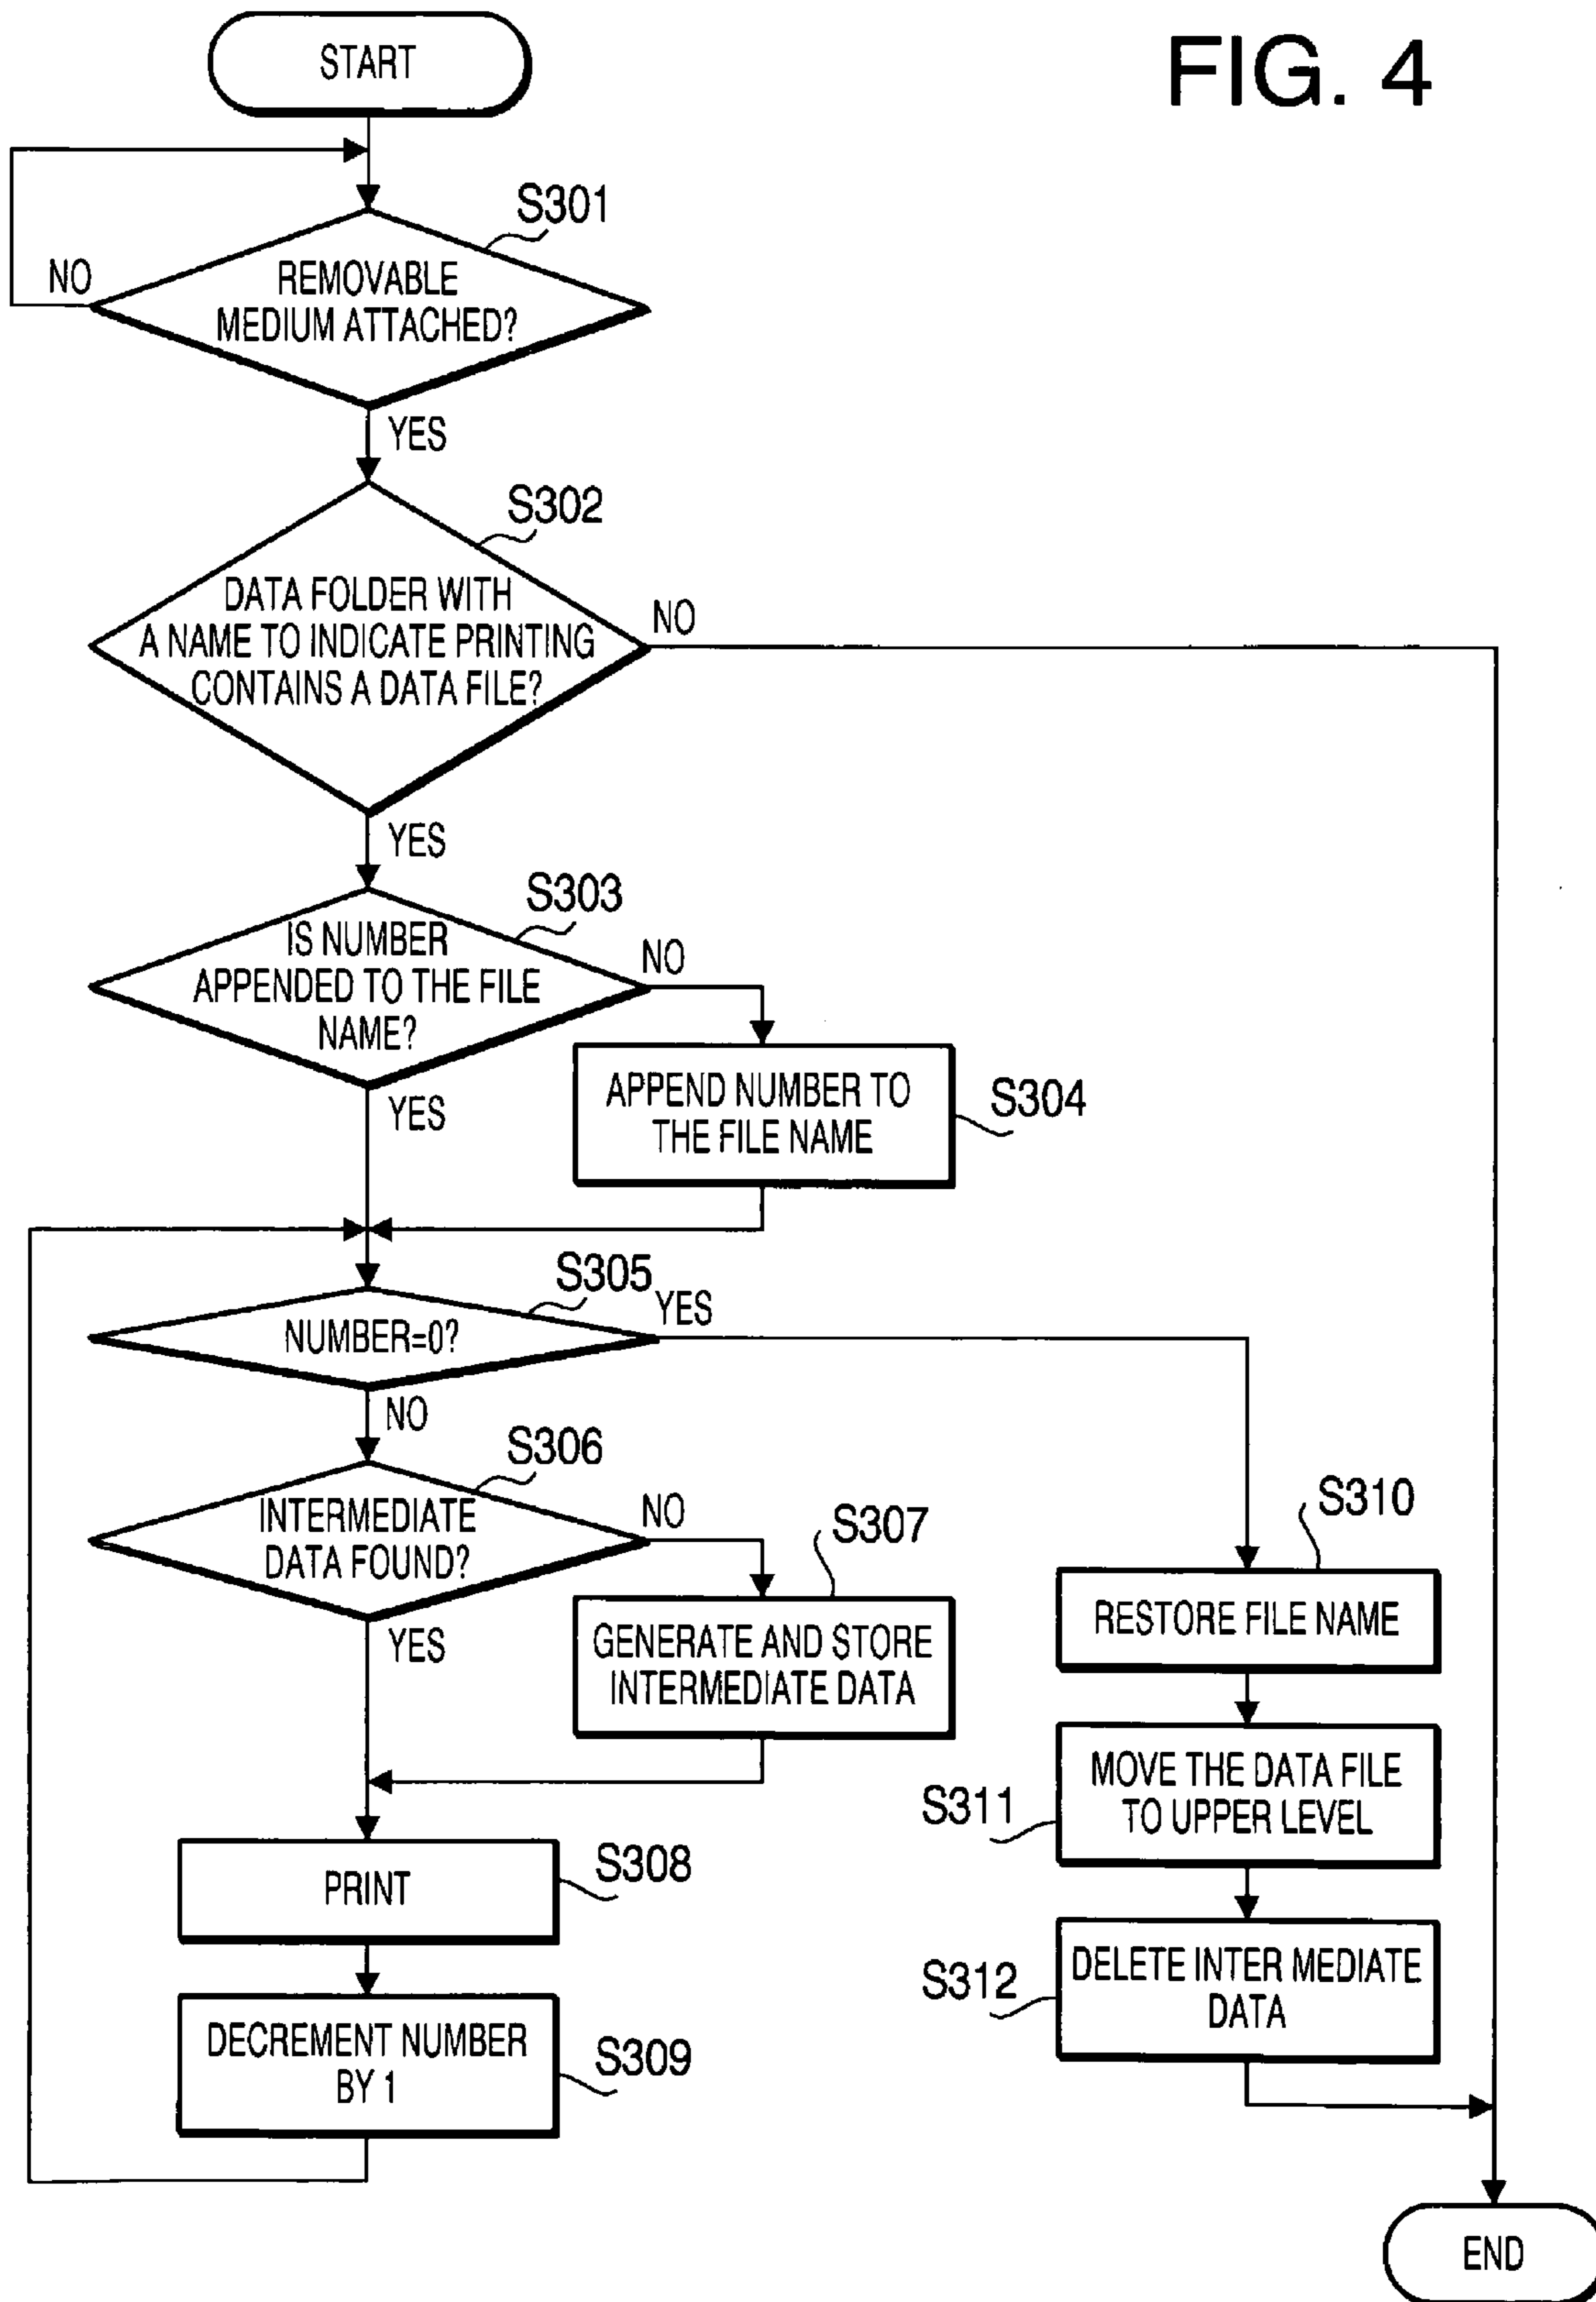 FIG. 4
START
S301
REMOVABLE
MEDIUM ATTACHED?
NO
YES
S302
DATA FOLDER WITH
A NAME TO INDICATE PRINTING
CONTAINS A DATA FILE?
NO
YES
S303
IS NUMBER
APPENDED TO THE FILE
NAME?
NO
YES
APPEND NUMBER TO
THE FILE NAME
S304
S305
NUMBER=0?
YES
NO
S306
INTERMEDIATE
DATA FOUND?
NO
YES
S307
GENERATE AND STORE
INTERMEDIATE DATA
PRINT
S308
DECREMENT NUMBER
BY 1
S309
S310
RESTORE FILE NAME
MOVE THE DATA FILE
TO UPPER LEVEL
S311
DELETE INTER MEDIATE
DATA
S312
END